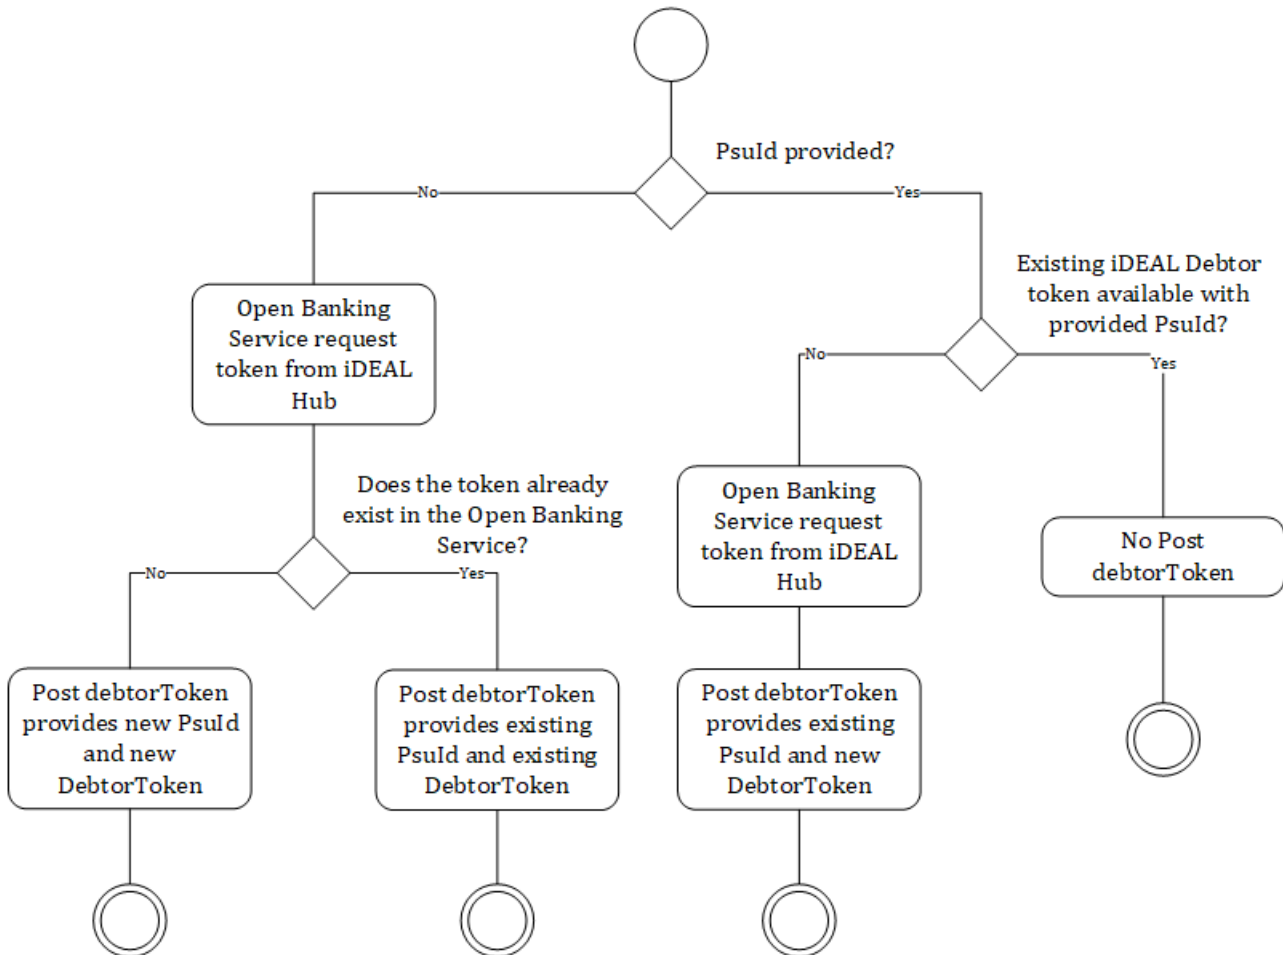 PsuId provided?
No
Yes
Open Banking
Service request
token from iDEAL
Hub
Existing iDEAL Debtor
token available with
provided PsuId?
No
Yes
Does the token already
exist in the Open Banking
Service?
No
Yes
Open Banking
Service request
token from iDEAL
Hub
No Post
debtorToken
Post debtorToken
provides new PsuId
and new
DebtorToken
Post debtorToken
provides existing
PsuId and existing
DebtorToken
Post debtorToken
provides existing
PsuId and new
DebtorToken